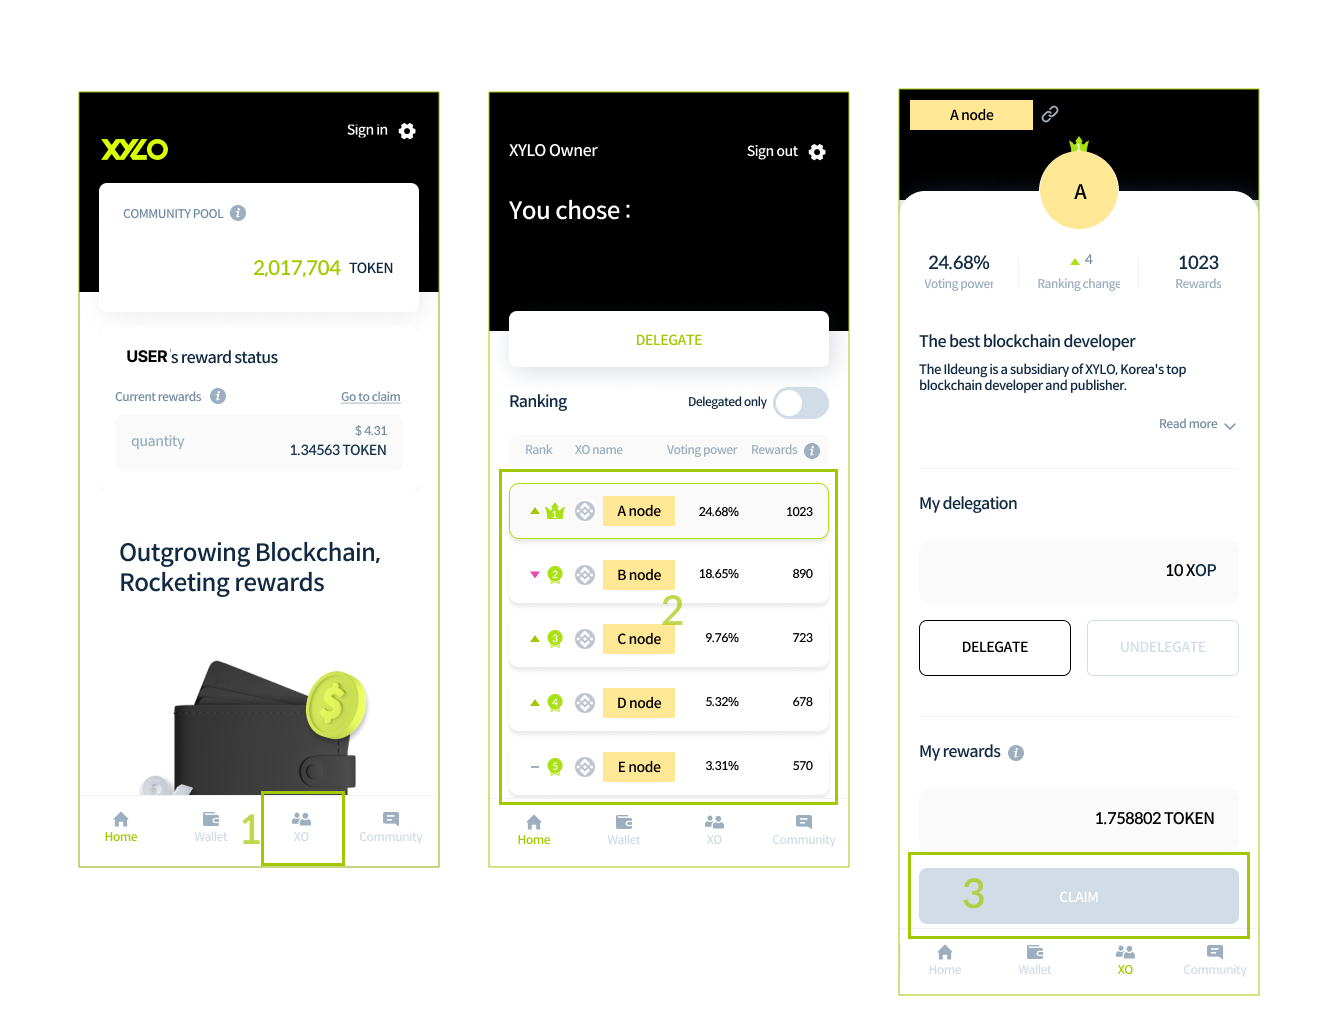 Sign in
XYLO
COMMUNITY POOL i
2,017,704 TOKEN
USER's reward status
Current rewards i Go to claim
$ 4.31
quantity
1.34563 TOKEN
Outgrowing Blockchain,
Rocketing rewards
$
$
1
Home Wallet XO Community
XYLO Owner Sign out
You chose :
DELEGATE
Ranking Delegated only
Rank XO name Voting power Rewards i
1 A node 24.68% 1023
2 B node 18.65% 890
2
3 C node 9.76% 723
4 D node 5.32% 678
5 E node 3.31% 570
Home Wallet XO Community
A node
1
A
24.68% 4 1023
Voting power Ranking change Rewards
The best blockchain developer
The Ildeung is a subsidiary of XYLO, Korea's top
blockchain developer and publisher.
Read more
My delegation
10 XOP
DELEGATE UNDELEGATE
My rewards i
1.758802 TOKEN
3 CLAIM
Home Wallet XO Community